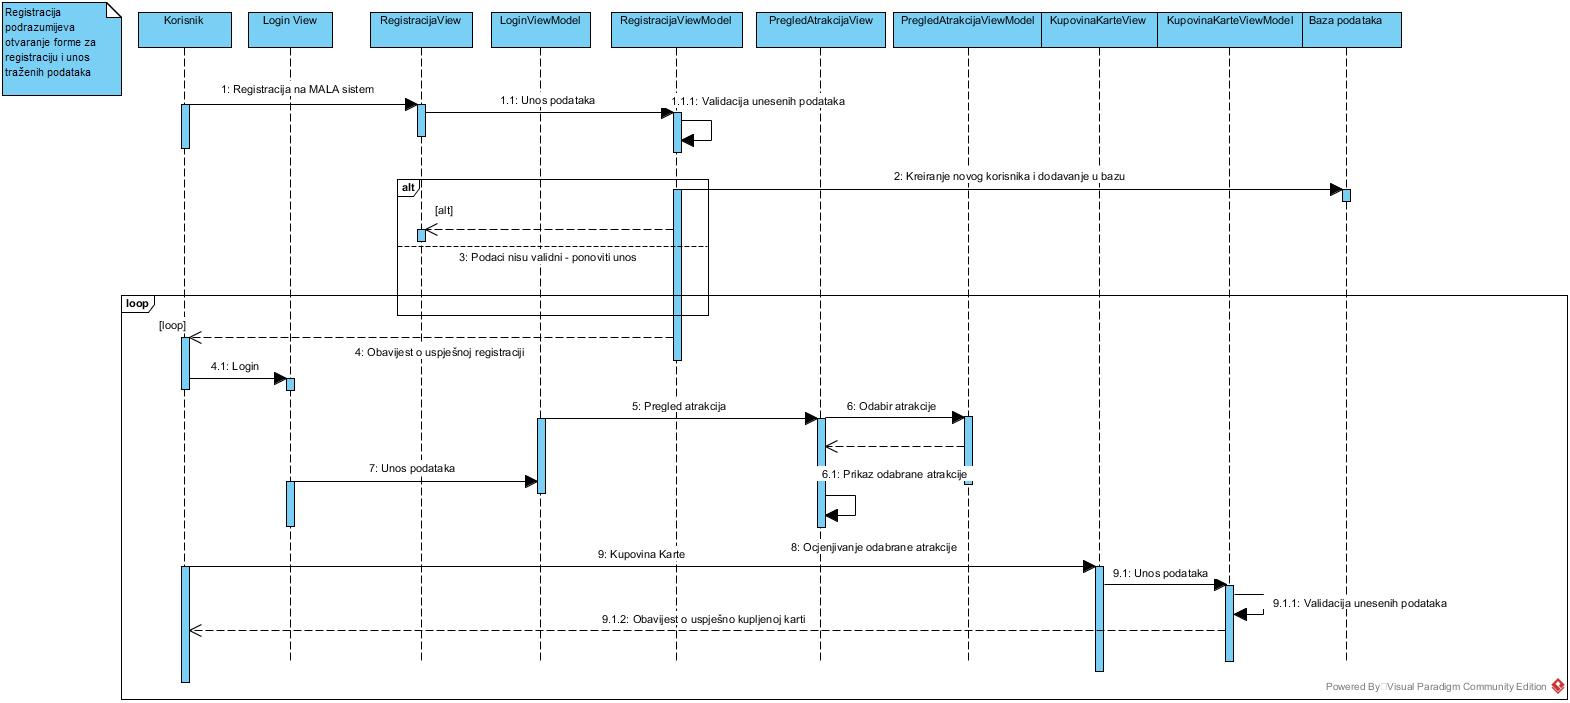 Registracija
podrazumijeva
otvaranje forme za
registraciju i unos
traženih podataka
Korisnik
Login View
RegistracijaView
LoginViewModel
RegistracijaViewModel
PregledAtrakcijaView
PregledAtrakcijaViewModel
KupovinaKarteView
KupovinaKarteViewModel
Baza podataka
1: Registracija na MALA sistem
1.1: Unos podataka
1.1.1: Validacija unesenih podataka
2: Kreiranje novog korisnika i dodavanje u bazu
alt
[alt]
3: Podaci nisu validni - ponoviti unos
loop
[loop]
4: Obavijest o uspješnoj registraciji
4.1: Login
5: Pregled atrakcija
6: Odabir atrakcije
7: Unos podataka
6.1: Prikaz odabrane atrakcije
8: Ocjenjivanje odabrane atrakcije
9: Kupovina Karte
9.1: Unos podataka
9.1.1: Validacija unesenih podataka
9.1.2: Obavijest o uspješno kupljenoj karti
Powered By Visual Paradigm Community Edition